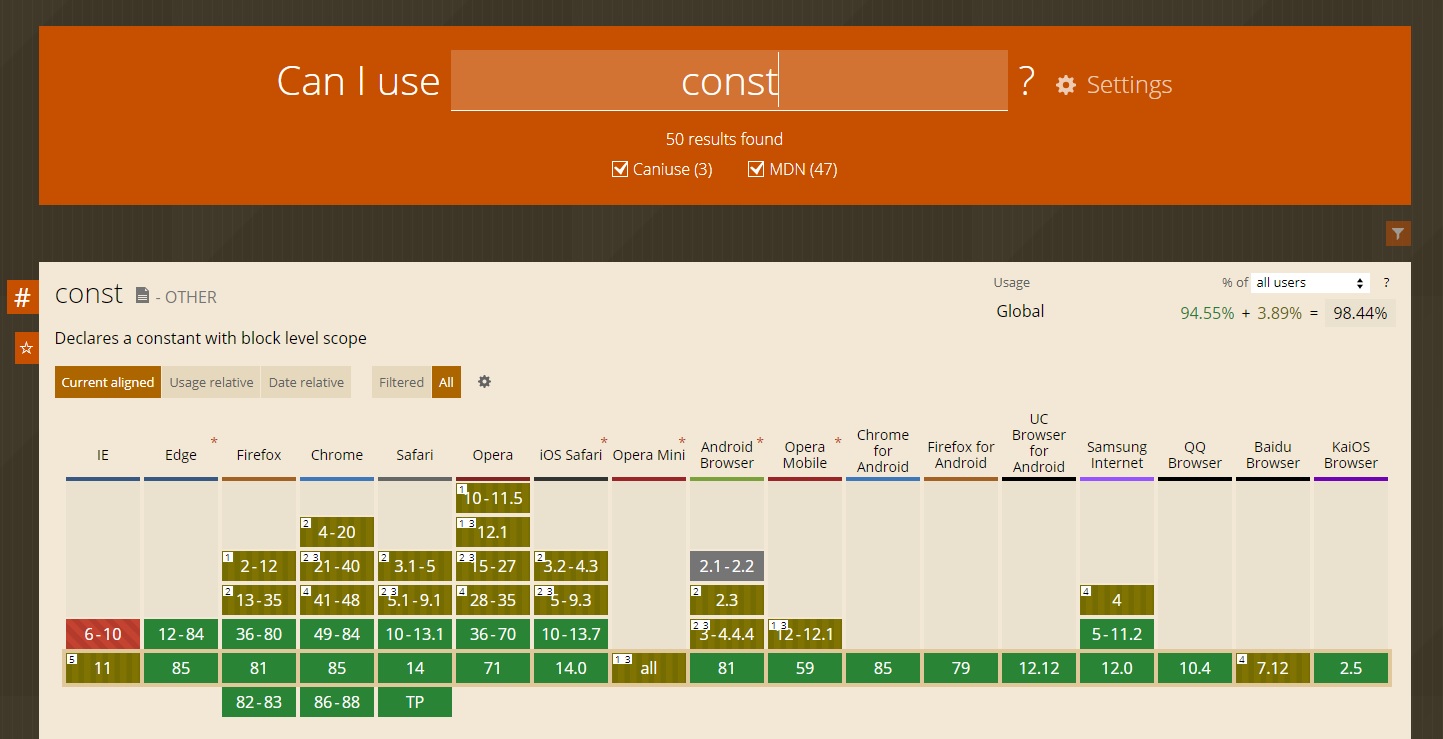 Can I use const ? Settings
50 results found
Caniuse (3) MDN (47)
# const - OTHER
Usage % of all users ?
Global 94.55% + 3.89% = 98.44%
Declares a constant with block level scope
Current aligned Usage relative Date relative Filtered All
IE Edge * Firefox Chrome Safari Opera iOS Safari * Opera Mini * Android Browser * Opera Mobile * Chrome for Android Firefox for Android UC Browser for Android Samsung Internet QQ Browser Baidu Browser KaiOS Browser
1 10-11.5
2 4-20 1 3 12.1
1 2-12 2 3 21-40 2 3.1-5 2 3 15-27 2 3.2-4.3 2.1-2.2
2 13-35 4 41-48 2 3 5.1-9.1 4 28-35 2 3 5-9.3 2 2.3 4 4
6-10 12-84 36-80 49-84 10-13.1 36-70 10-13.7 2 3 3-4.4.4 1 3 12-12.1 5-11.2
5 11 85 81 85 14 71 14.0 1 3 all 81 59 85 79 12.12 12.0 10.4 4 7.12 2.5
82-83 86-88 TP